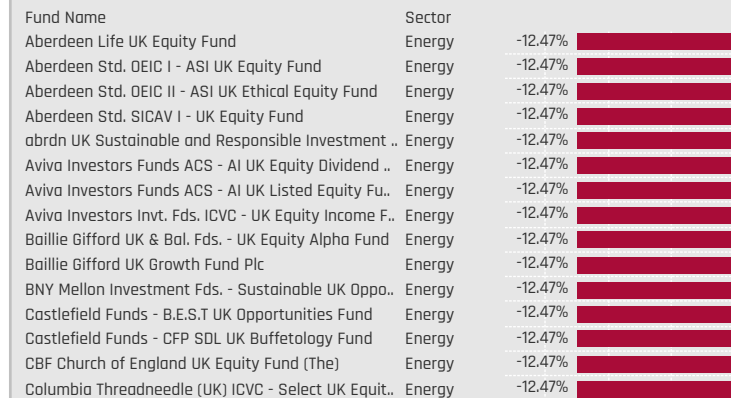 Fund Name Sector
Aberdeen Life UK Equity Fund Energy -12.47%
Aberdeen Std. OEIC I - ASI UK Equity Fund Energy -12.47%
Aberdeen Std. OEIC II - ASI UK Ethical Equity Fund Energy -12.47%
Aberdeen Std. SICAV I - UK Equity Fund Energy -12.47%
abrdn UK Sustainable and Responsible Investment .. Energy -12.47%
Aviva Investors Funds ACS - AI UK Equity Dividend .. Energy -12.47%
Aviva Investors Funds ACS - AI UK Listed Equity Fu.. Energy -12.47%
Aviva Investors Invt. Fds. ICVC - UK Equity Income F.. Energy -12.47%
Baillie Gifford UK & Bal. Fds. - UK Equity Alpha Fund Energy -12.47%
Baillie Gifford UK Growth Fund Plc Energy -12.47%
BNY Mellon Investment Fds. - Sustainable UK Oppo.. Energy -12.47%
Castlefield Funds - B.E.S.T UK Opportunities Fund Energy -12.47%
Castlefield Funds - CFP SDL UK Buffetology Fund Energy -12.47%
CBF Church of England UK Equity Fund (The) Energy -12.47%
Columbia Threadneedle (UK) ICVC - Select UK Equit.. Energy -12.47%